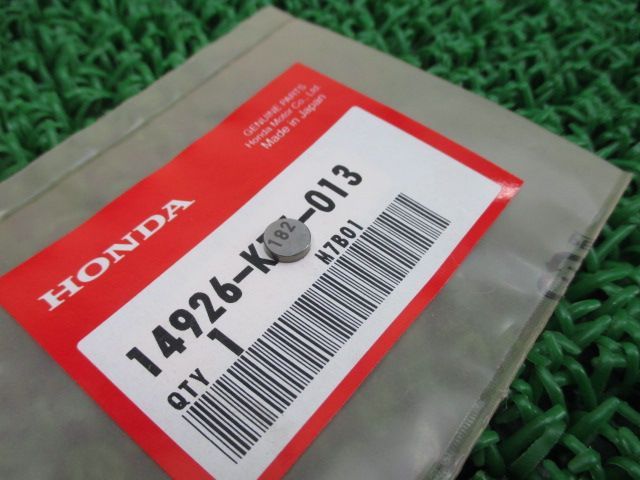 GENUINE PARTS
Honda Motor Co., Ltd.
Made in Japan
HONDA
14926-K -013
182
QTY 1
M7B01